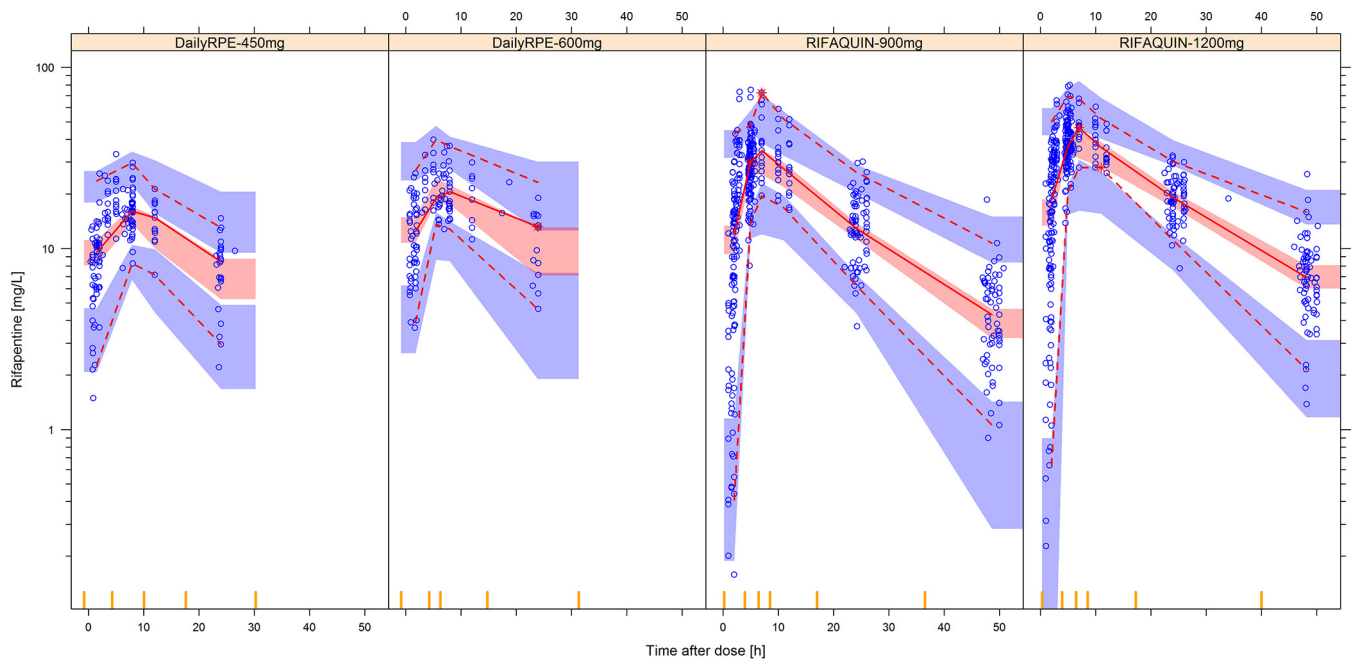 0 10 20 30 40 50 0 10 20 30 40 50
DailyRPE-450mg DailyRPE-600mg RIFAQUIN-900mg RIFAQUIN-1200mg
100
10
1
Rifapentine [mg/L]
0 10 20 30 40 50 0 10 20 30 40 50
Time after dose [h]